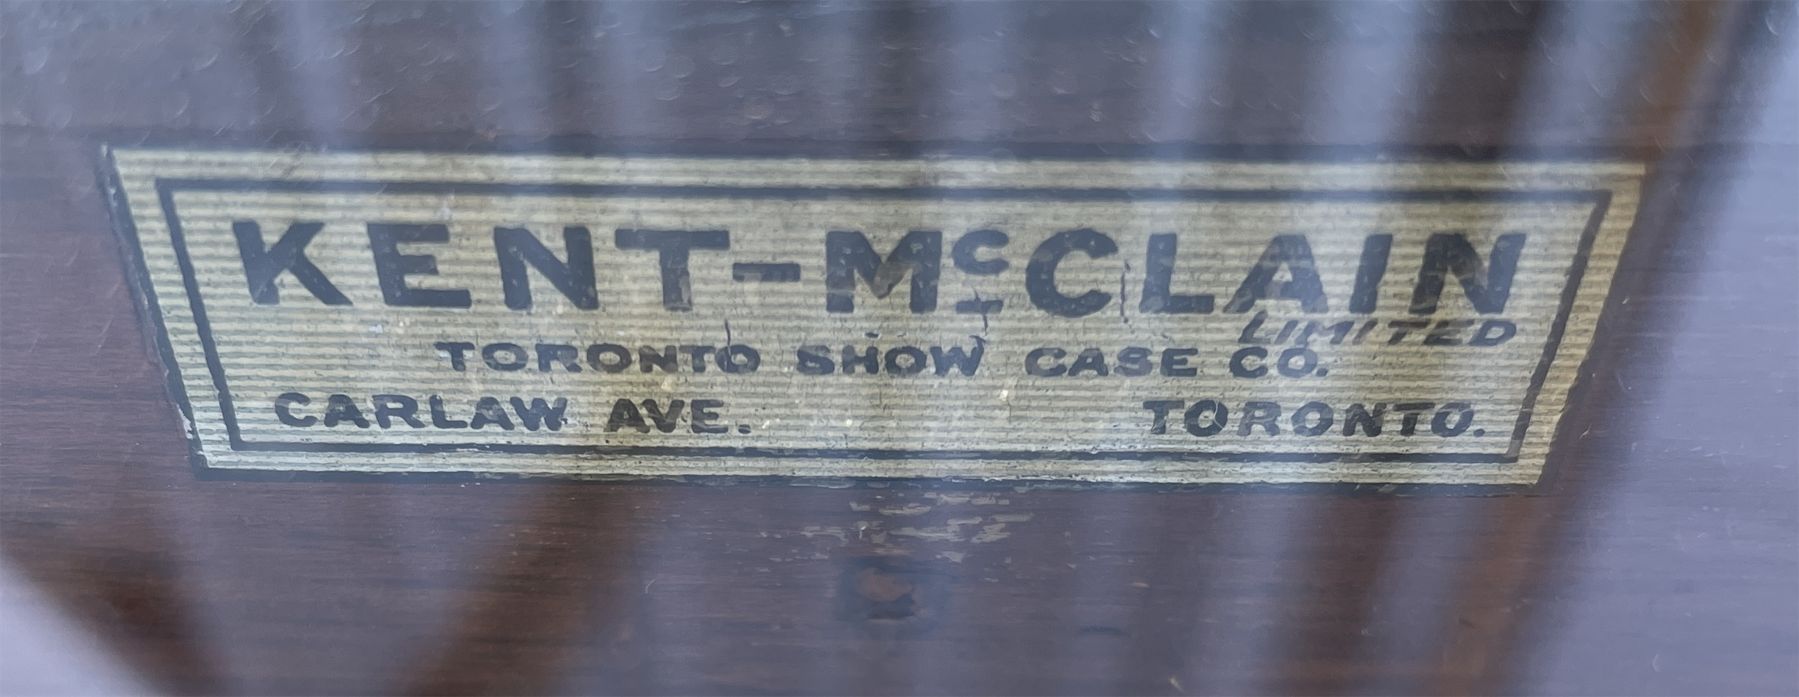 KENT-McCLAIN
LIMITED
TORONTO SHOW CASE CO.
CARLAW AVE. TORONTO.